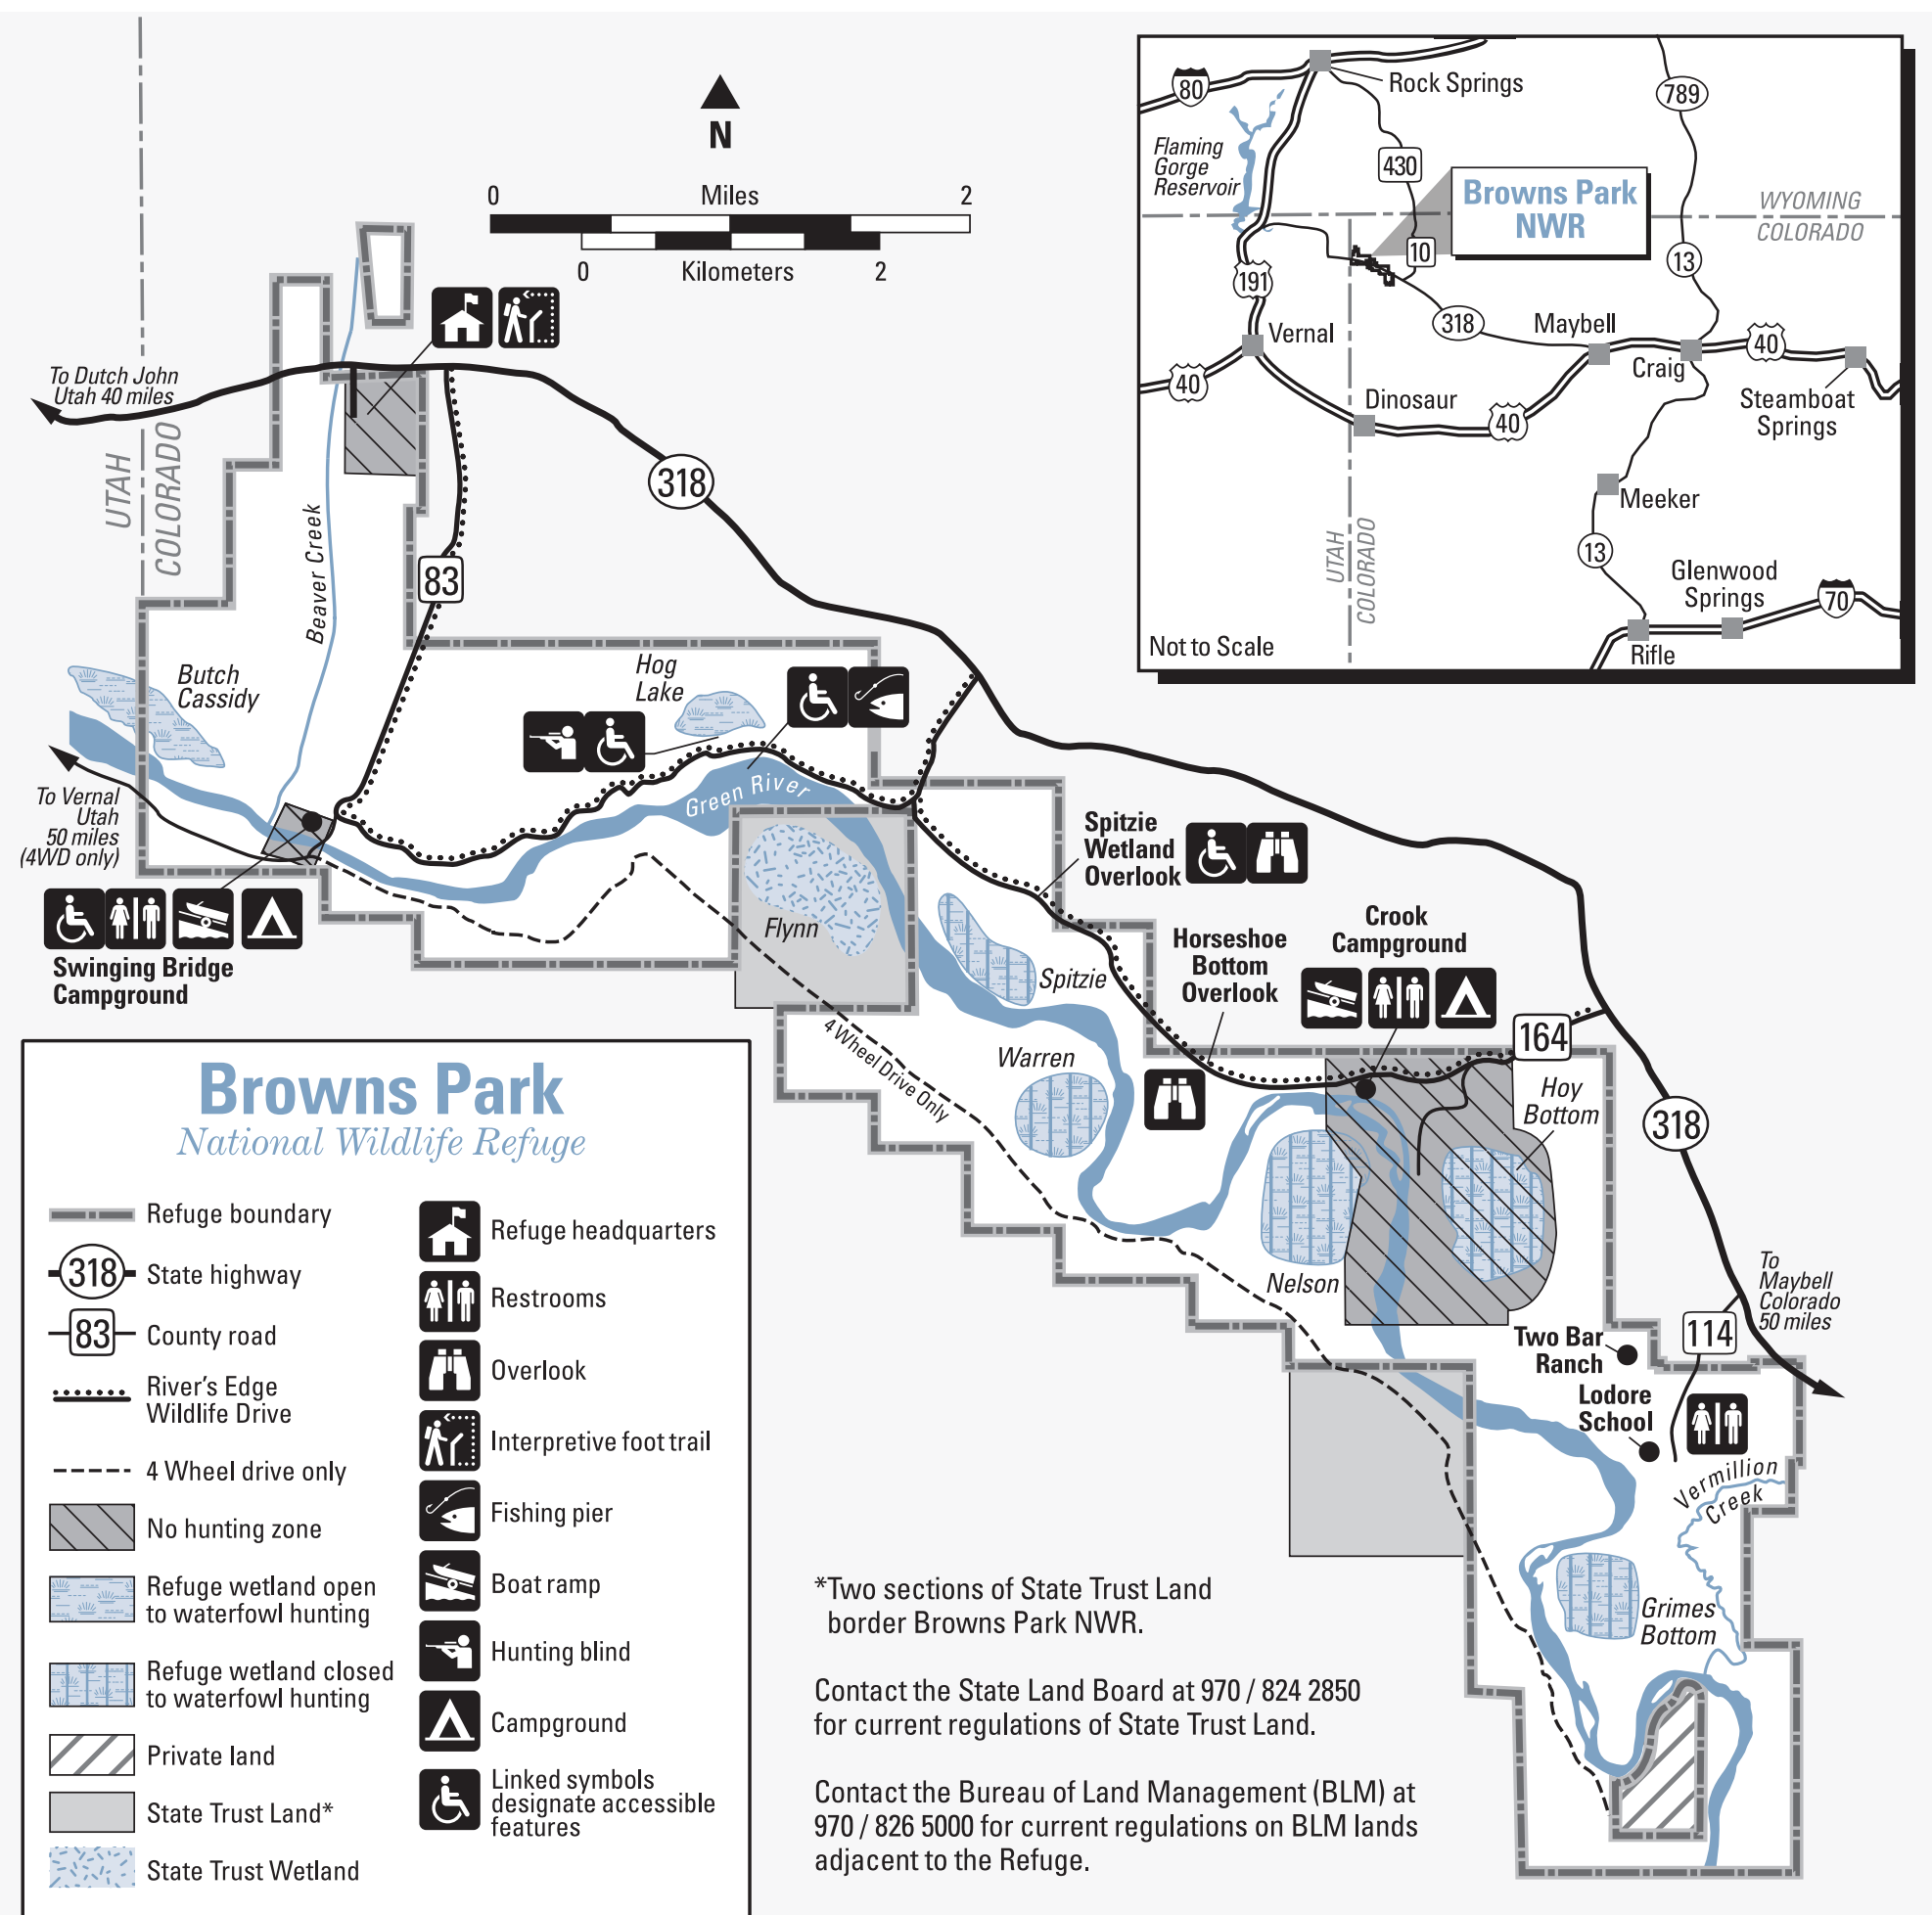 N
0 Miles 2
0 Kilometers 2
80
Rock Springs
789
Flaming
Gorge
Reservoir
430
Browns Park
NWR
WYOMING
COLORADO
10
13
191
318
Vernal
Maybell
40
Craig
40
Dinosaur
40
Steamboat
Springs
Meeker
UTAH
COLORADO
13
Glenwood
Springs
70
Not to Scale
Rifle
To Dutch John
Utah 40 miles
UTAH
COLORADO
318
Beaver Creek
83
Butch
Cassidy
Hog
Lake
Green River
To Vernal
Utah
50 miles
(4WD only)
Spitzie
Wetland
Overlook
Flynn
Swinging Bridge
Campground
Spitzie
Horseshoe
Bottom
Overlook
Crook
Campground
4 Wheel Drive Only
Warren
164
Hoy
Bottom
318
Nelson
To
Maybell
Colorado
50 miles
Two Bar
Ranch
114
Lodore
School
Vermillion
Creek
Grimes
Bottom
Browns Park
National Wildlife Refuge
Refuge boundary
318 State highway
83 County road
River's Edge
Wildlife Drive
4 Wheel drive only
No hunting zone
Refuge wetland open
to waterfowl hunting
Refuge wetland closed
to waterfowl hunting
Private land
State Trust Land*
State Trust Wetland
Refuge headquarters
Restrooms
Overlook
Interpretive foot trail
Fishing pier
Boat ramp
Hunting blind
Campground
Linked symbols
designate accessible
features
*Two sections of State Trust Land
border Browns Park NWR.
Contact the State Land Board at 970 / 824 2850
for current regulations of State Trust Land.
Contact the Bureau of Land Management (BLM) at
970 / 826 5000 for current regulations on BLM lands
adjacent to the Refuge.